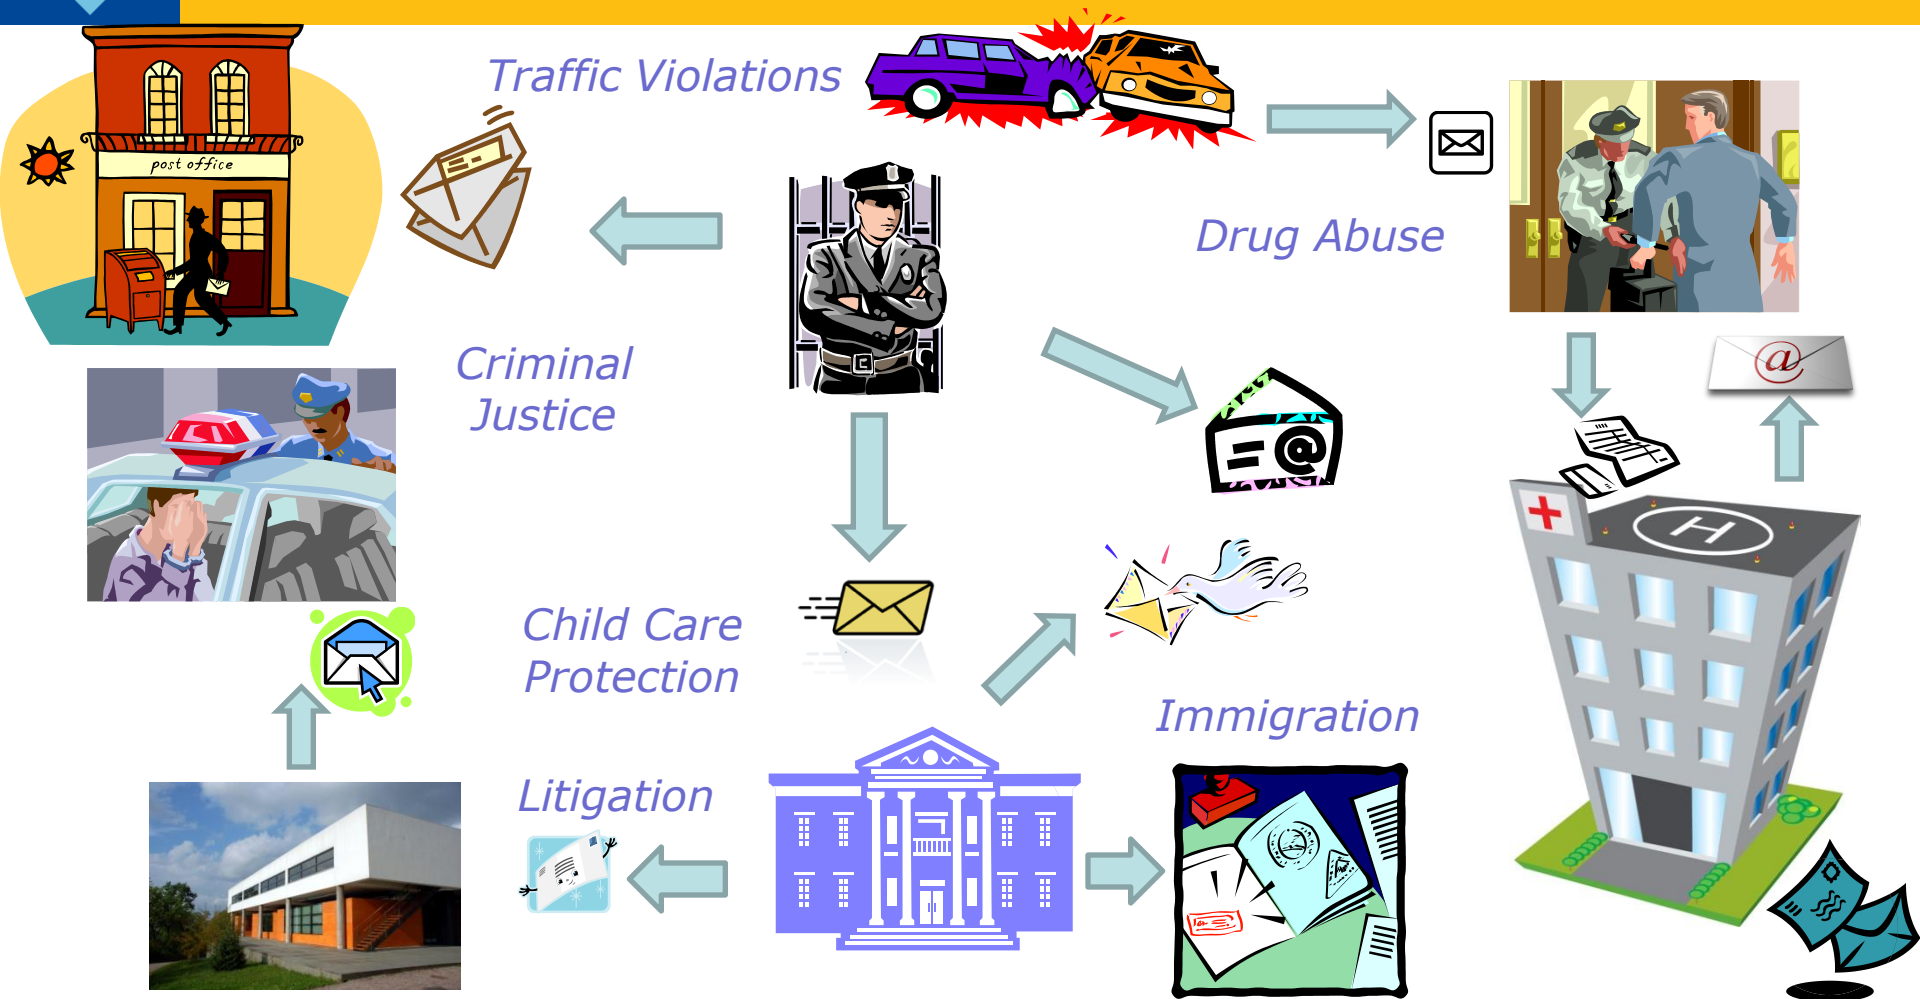 Traffic Violations
post office
Drug Abuse
Criminal
Justice
@
@
H
Child Care
Protection
Immigration
Litigation